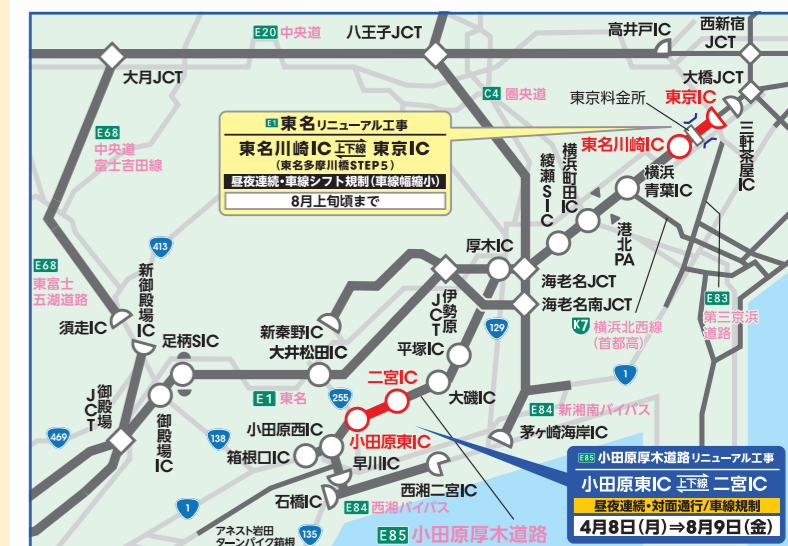 E20 中央道
八王子JCT
高井戸IC
西新宿
JCT
大月JCT
大橋JCT
C4 圏央道
東京料金所
東京IC
E1 東名リニューアル工事
東名川崎IC 上下線 東京IC
(東名多摩川橋STEP5)
昼夜連続・車線シフト規制(車線幅縮小)
8月上旬頃まで
E68
中央道
富士吉田線
東名川崎IC
三軒茶屋IC
横浜町田IC
綾瀬SIC
横浜
青葉IC
港北PA
413
厚木IC
E68
東富士
五湖道路
新御殿場IC
海老名JCT
海老名南JCT
E83
第三京浜
道路
伊勢原JCT
須走IC
足柄SIC
新秦野IC
129
K7 横浜北西線
(首都高)
大井松田IC
平塚IC
二宮IC
1
御殿場JCT
御殿場IC
E1 東名
255
大磯IC
E84 新湘南バイパス
469
138
小田原西IC
小田原東IC
茅ヶ崎海岸IC
箱根口IC
早川IC
西湘二宮IC
石橋IC
1
E84 西湘バイパス
アネスト岩田
ターンパイク箱根
135
E85 小田原厚木道路
E85 小田原厚木道路リニューアル工事
小田原東IC 上下線 二宮IC
昼夜連続・対面通行/車線規制
4月8日(月)⇒8月9日(金)